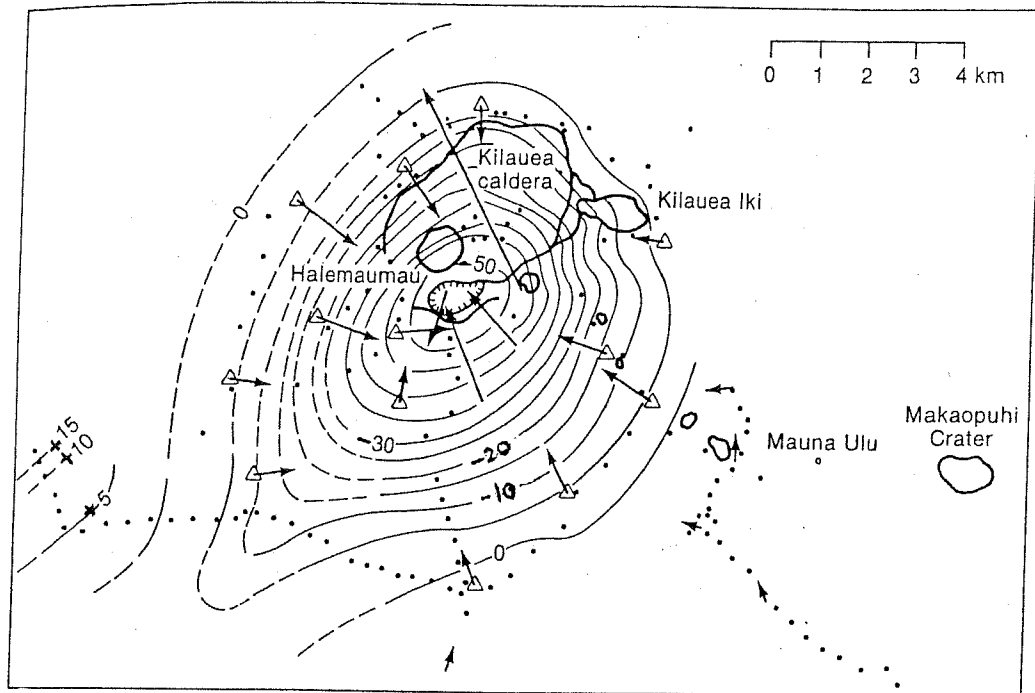 0 1 2 3 4 km
Kilauea
caldera
Kilauea Iki
0
Halemaumau
50
Makaopuhi
Crater
Mauna Ulu
-30
-20
-10
+15
+10
+5
0